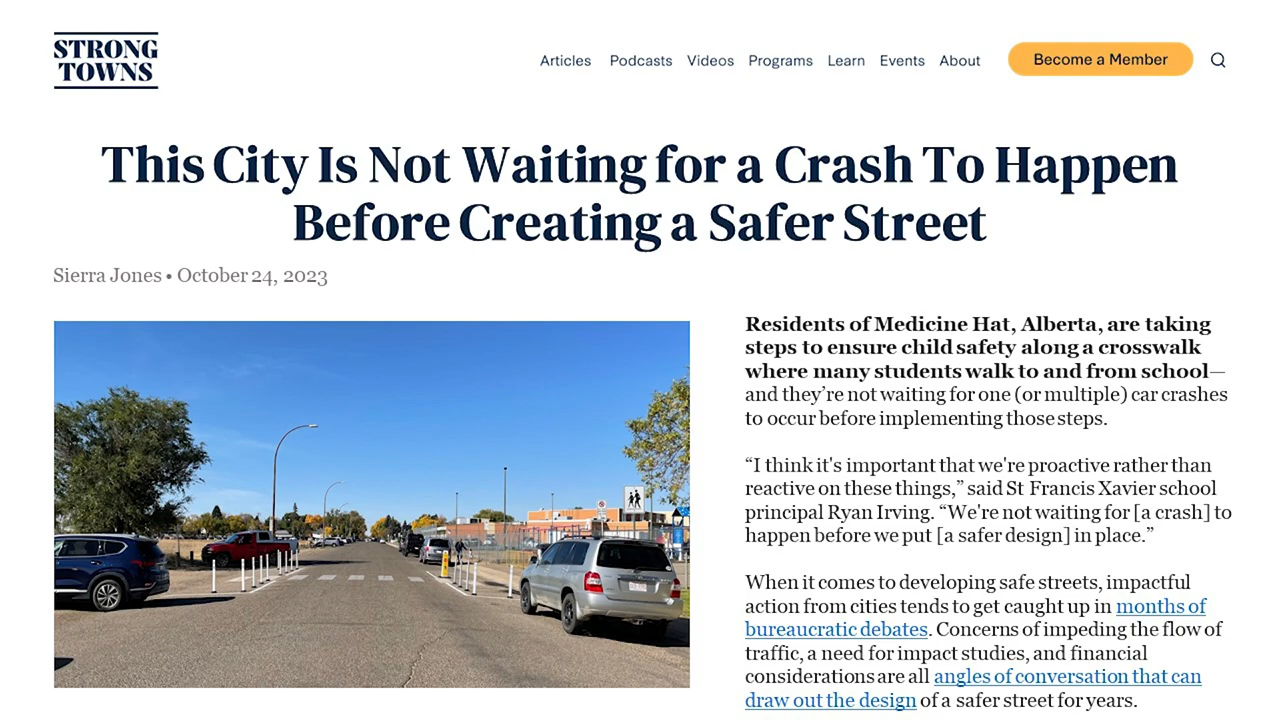 STRONG
TOWNS
Articles Podcasts Videos Programs Learn Events About Become a Member
This City Is Not Waiting for a Crash To Happen
Before Creating a Safer Street
Sierra Jones • October 24, 2023
Residents of Medicine Hat, Alberta, are taking
steps to ensure child safety along a crosswalk
where many students walk to and from school—
and they’re not waiting for one (or multiple) car crashes
to occur before implementing those steps.
“I think it's important that we're proactive rather than
reactive on these things,” said St Francis Xavier school
principal Ryan Irving. “We're not waiting for [a crash] to
happen before we put [a safer design] in place.”
When it comes to developing safe streets, impactful
action from cities tends to get caught up in months of
bureaucratic debates. Concerns of impeding the flow of
traffic, a need for impact studies, and financial
considerations are all angles of conversation that can
draw out the design of a safer street for years.